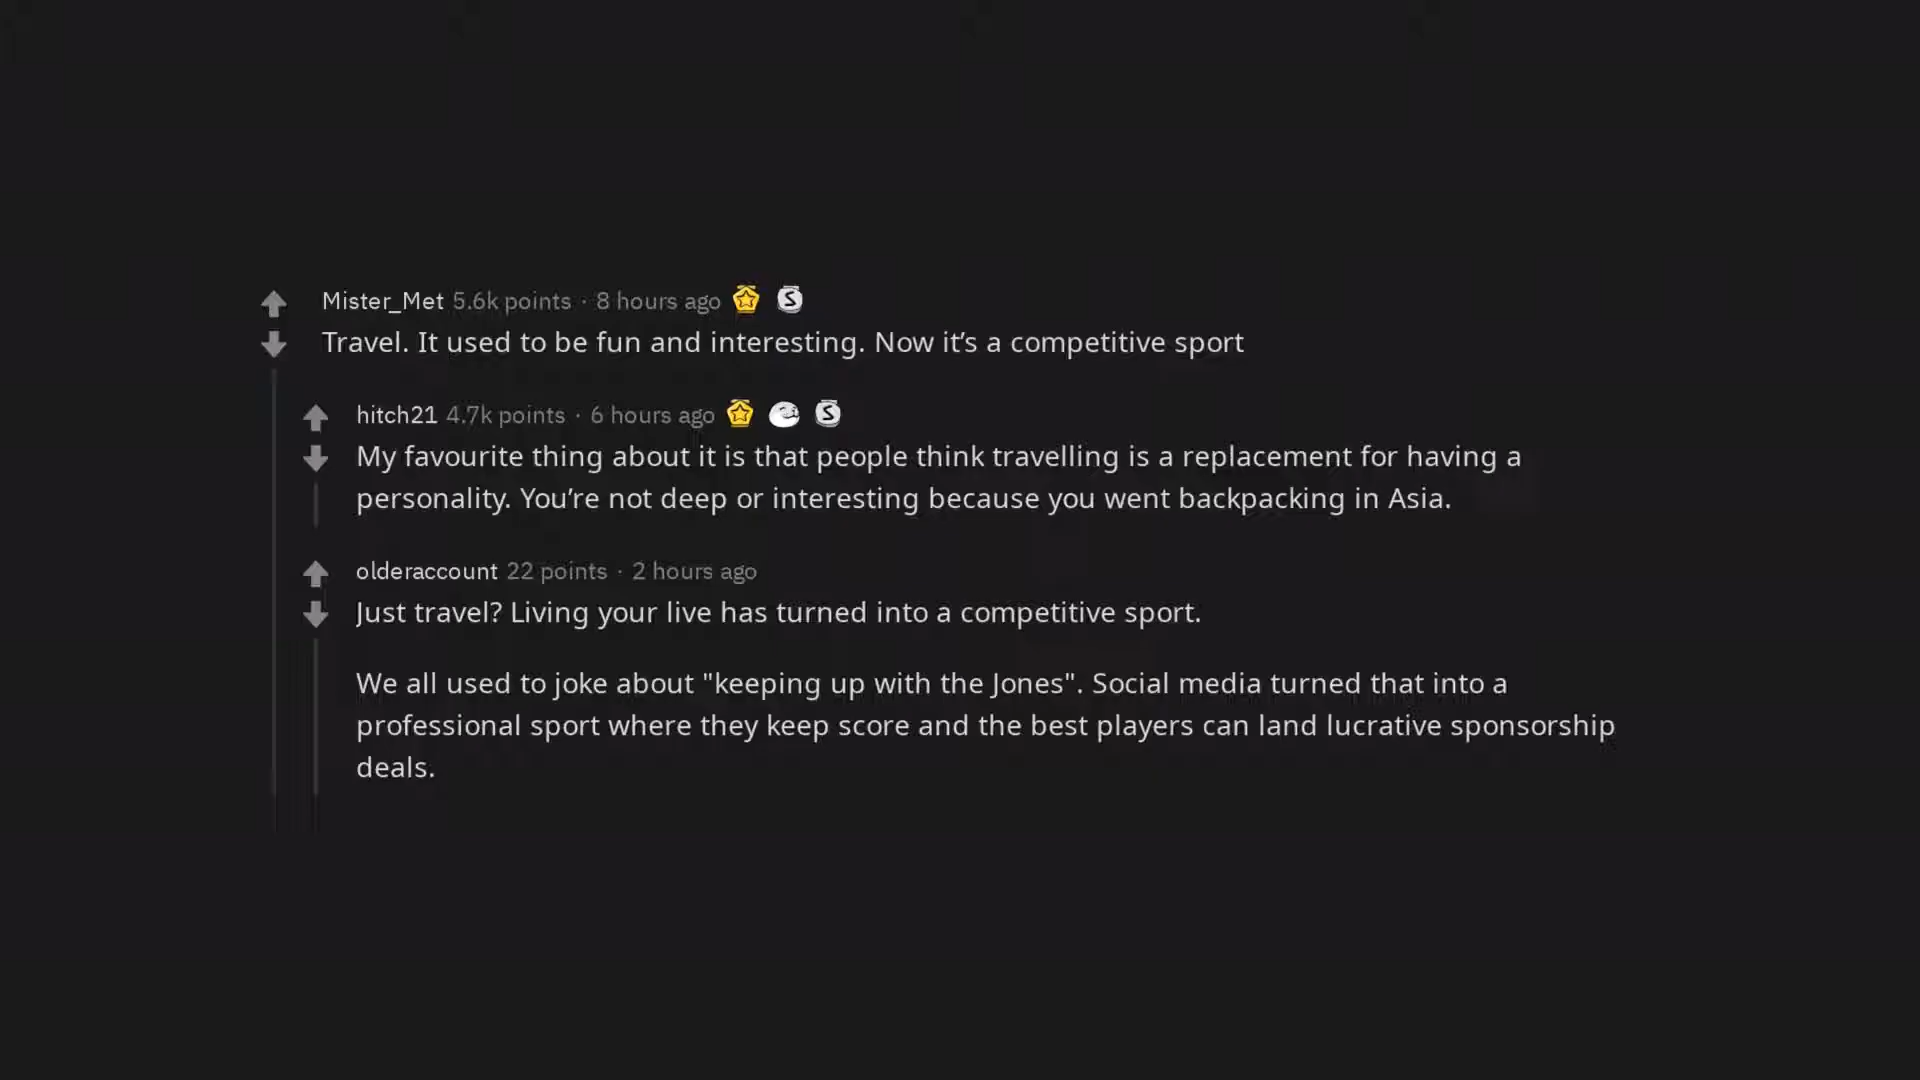 Mister_Met 5.6k points · 8 hours ago
Travel. It used to be fun and interesting. Now it’s a competitive sport
hitch21 4.7k points · 6 hours ago
My favourite thing about it is that people think travelling is a replacement for having a
personality. You’re not deep or interesting because you went backpacking in Asia.
olderaccount 22 points · 2 hours ago
Just travel? Living your live has turned into a competitive sport.
We all used to joke about "keeping up with the Jones". Social media turned that into a
professional sport where they keep score and the best players can land lucrative sponsorship
deals.